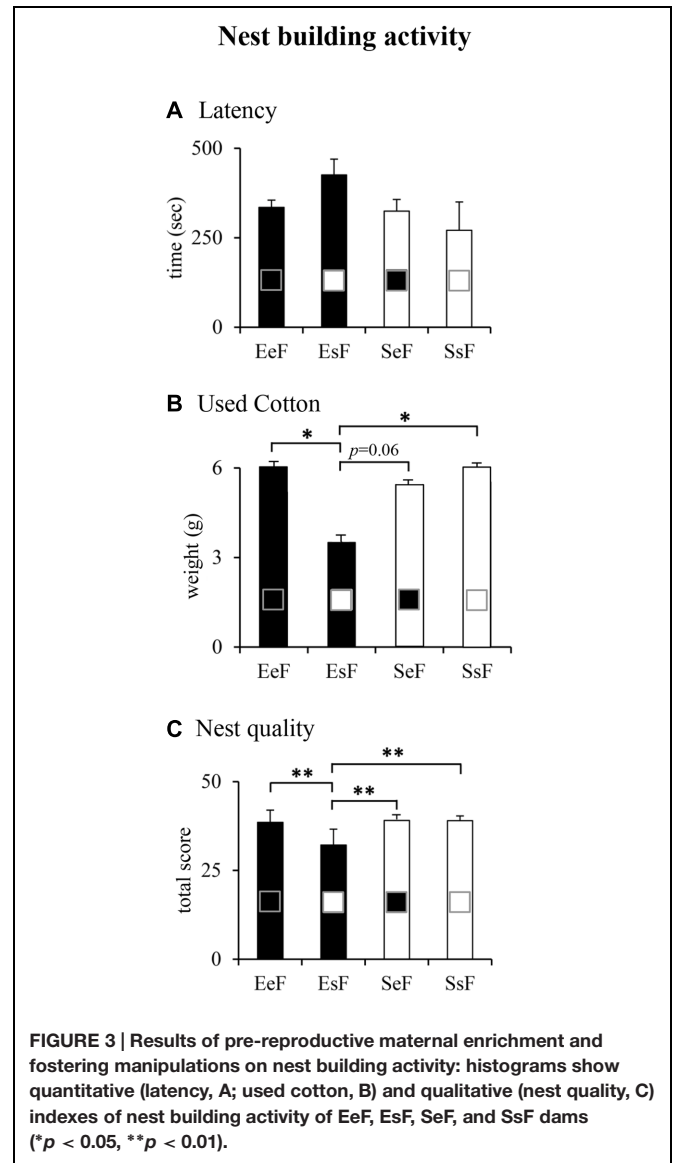 Nest building activity
A Latency
500
250
0
time (sec)
EeF EsF SeF SsF
B Used Cotton
* *
p=0.06
6
3
0
weight (g)
EeF EsF SeF SsF
C Nest quality
** ** **
50
25
0
total score
EeF EsF SeF SsF
FIGURE 3 | Results of pre-reproductive maternal enrichment and
fostering manipulations on nest building activity: histograms show
quantitative (latency, A; used cotton, B) and qualitative (nest quality, C)
indexes of nest building activity of EeF, EsF, SeF, and SsF dams
(*p < 0.05, **p < 0.01).